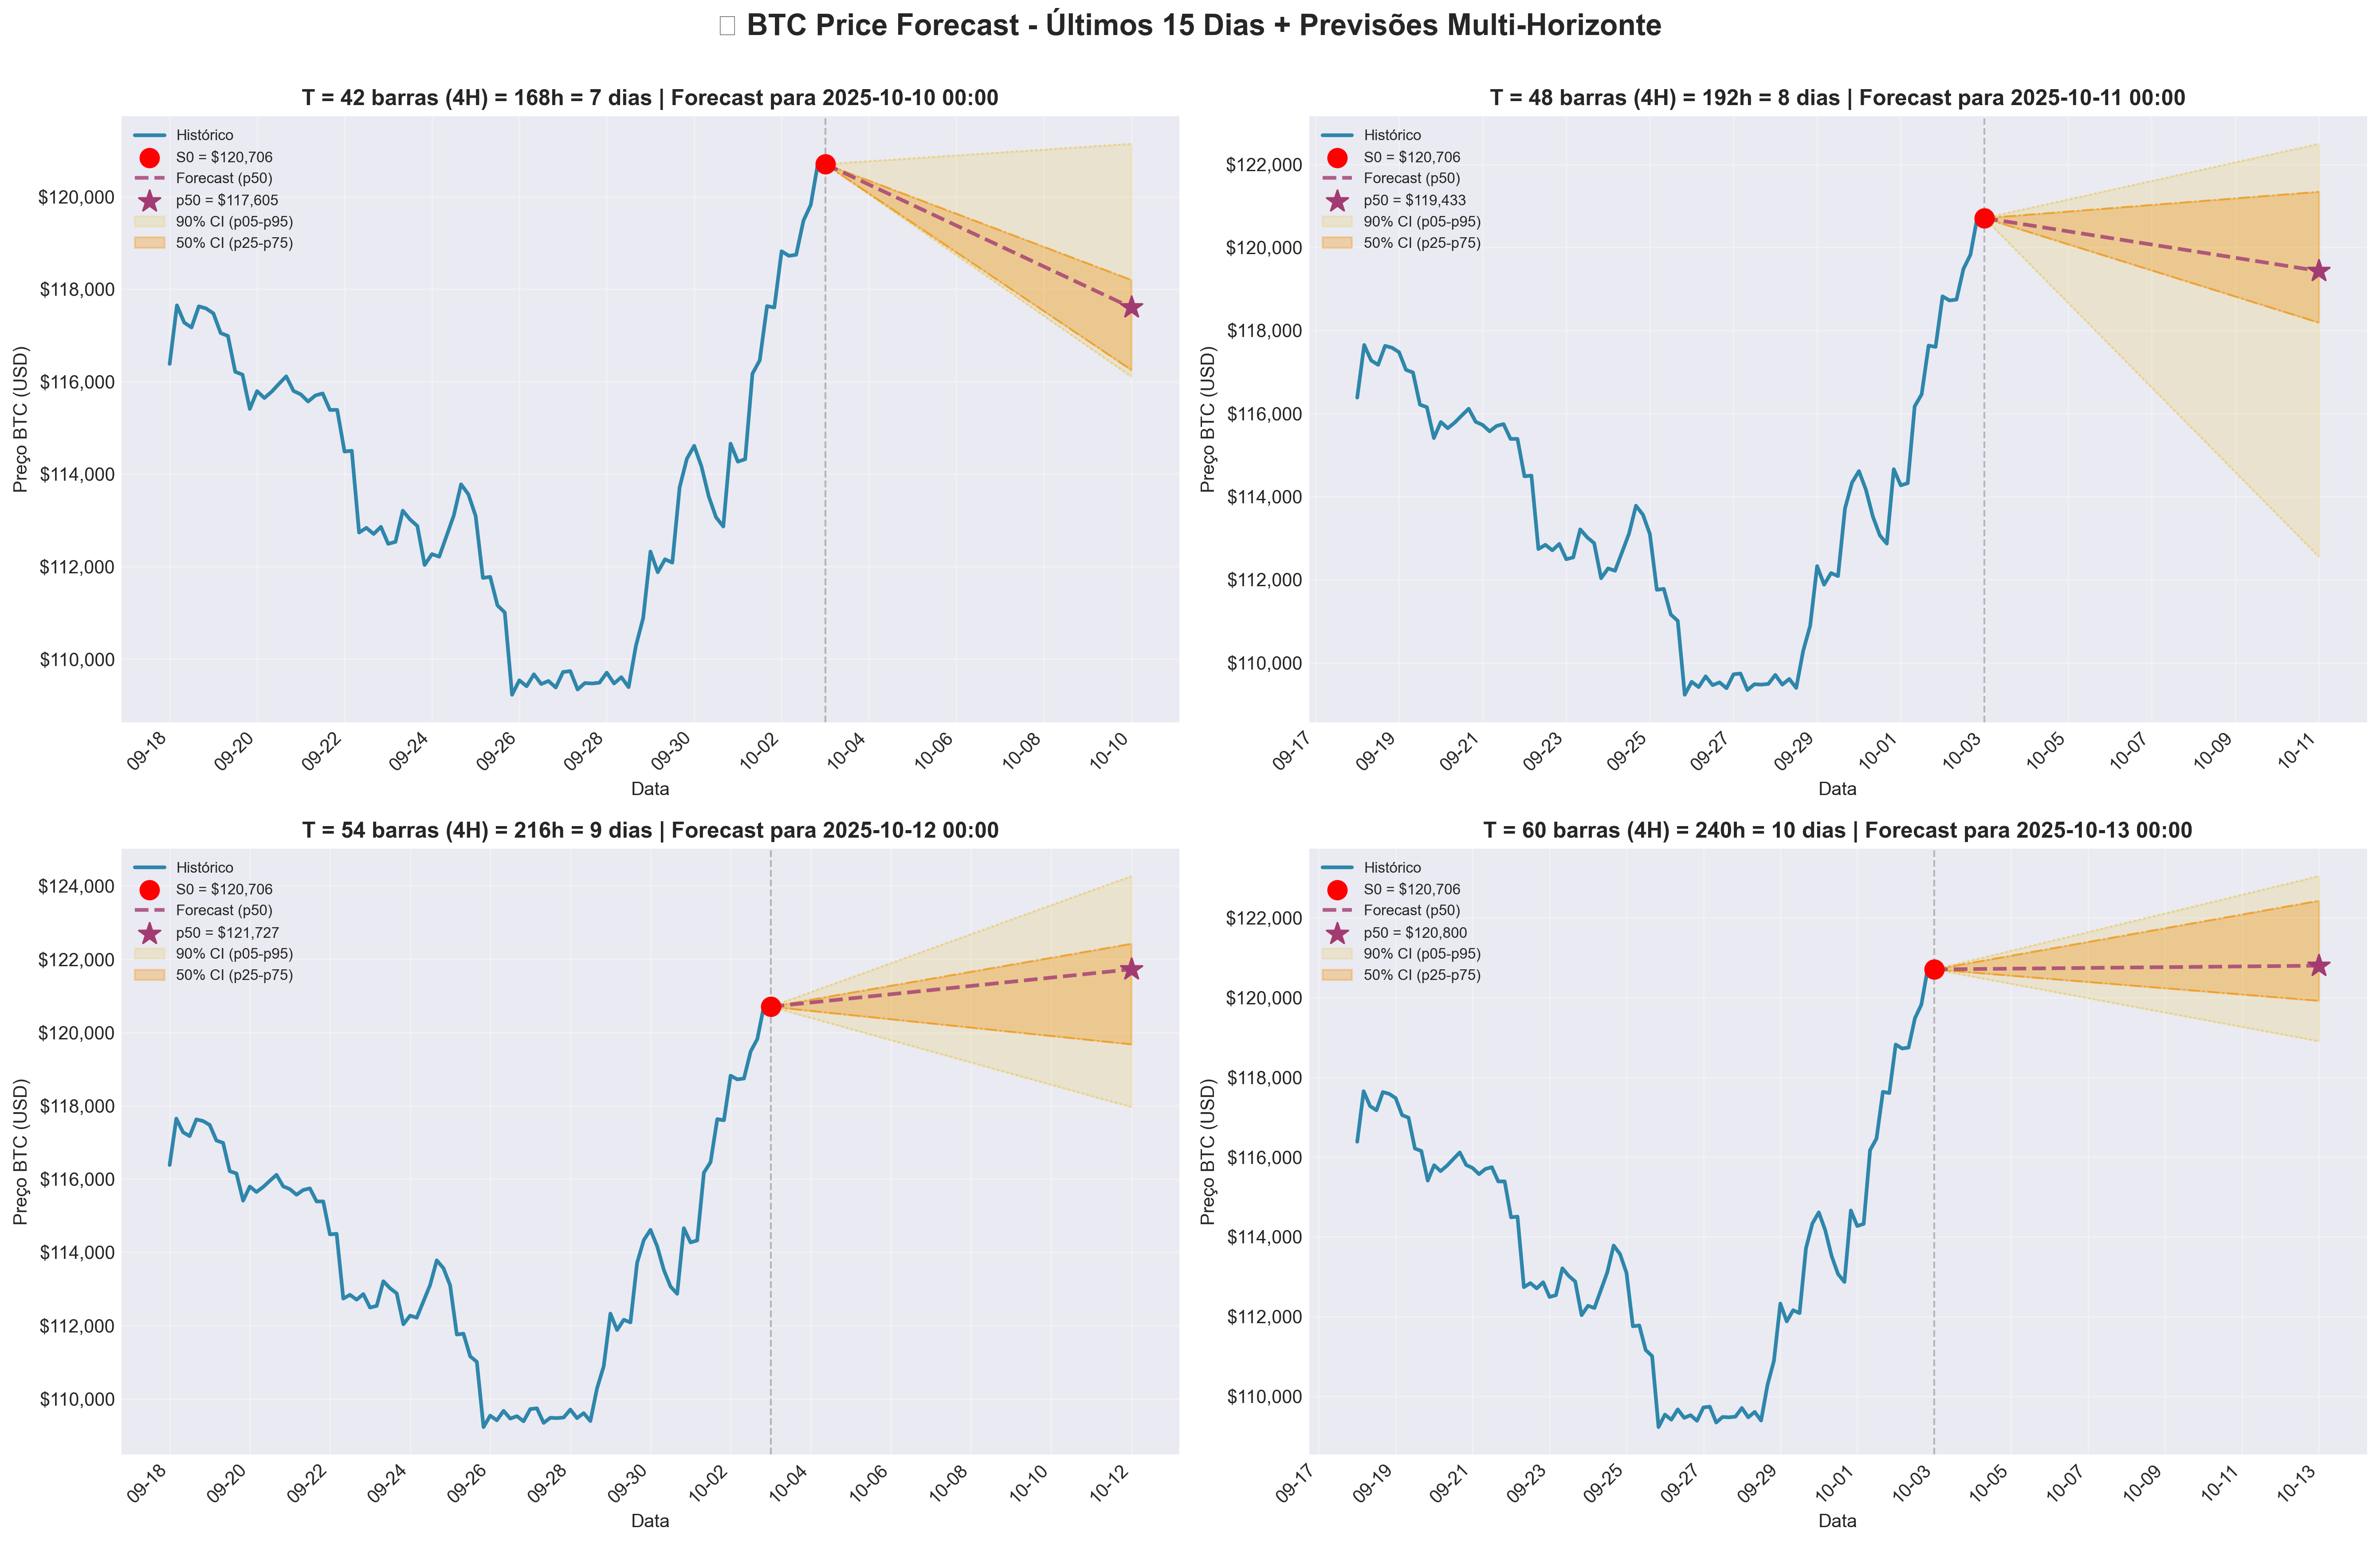 BTC Price Forecast - Últimos 15 Dias + Previsões Multi-Horizonte
T = 42 barras (4H) = 168h = 7 dias | Forecast para 2025-10-10 00:00
Histórico
S0 = $120,706
Forecast (p50)
p50 = $117,605
90% CI (p05-p95)
50% CI (p25-p75)
Preço BTC (USD)
$120,000
$118,000
$116,000
$114,000
$112,000
$110,000
09-18
09-20
09-22
09-24
09-26
09-28
09-30
10-02
10-04
10-06
10-08
10-10
Data
T = 48 barras (4H) = 192h = 8 dias | Forecast para 2025-10-11 00:00
Histórico
S0 = $120,706
Forecast (p50)
p50 = $119,433
90% CI (p05-p95)
50% CI (p25-p75)
Preço BTC (USD)
$122,000
$120,000
$118,000
$116,000
$114,000
$112,000
$110,000
09-17
09-19
09-21
09-23
09-25
09-27
09-29
10-01
10-03
10-05
10-07
10-09
10-11
Data
T = 54 barras (4H) = 216h = 9 dias | Forecast para 2025-10-12 00:00
Histórico
S0 = $120,706
Forecast (p50)
p50 = $121,727
90% CI (p05-p95)
50% CI (p25-p75)
Preço BTC (USD)
$124,000
$122,000
$120,000
$118,000
$116,000
$114,000
$112,000
$110,000
09-18
09-20
09-22
09-24
09-26
09-28
09-30
10-02
10-04
10-06
10-08
10-10
10-12
Data
T = 60 barras (4H) = 240h = 10 dias | Forecast para 2025-10-13 00:00
Histórico
S0 = $120,706
Forecast (p50)
p50 = $120,800
90% CI (p05-p95)
50% CI (p25-p75)
Preço BTC (USD)
$122,000
$120,000
$118,000
$116,000
$114,000
$112,000
$110,000
09-17
09-19
09-21
09-23
09-25
09-27
09-29
10-01
10-03
10-05
10-07
10-09
10-11
10-13
Data